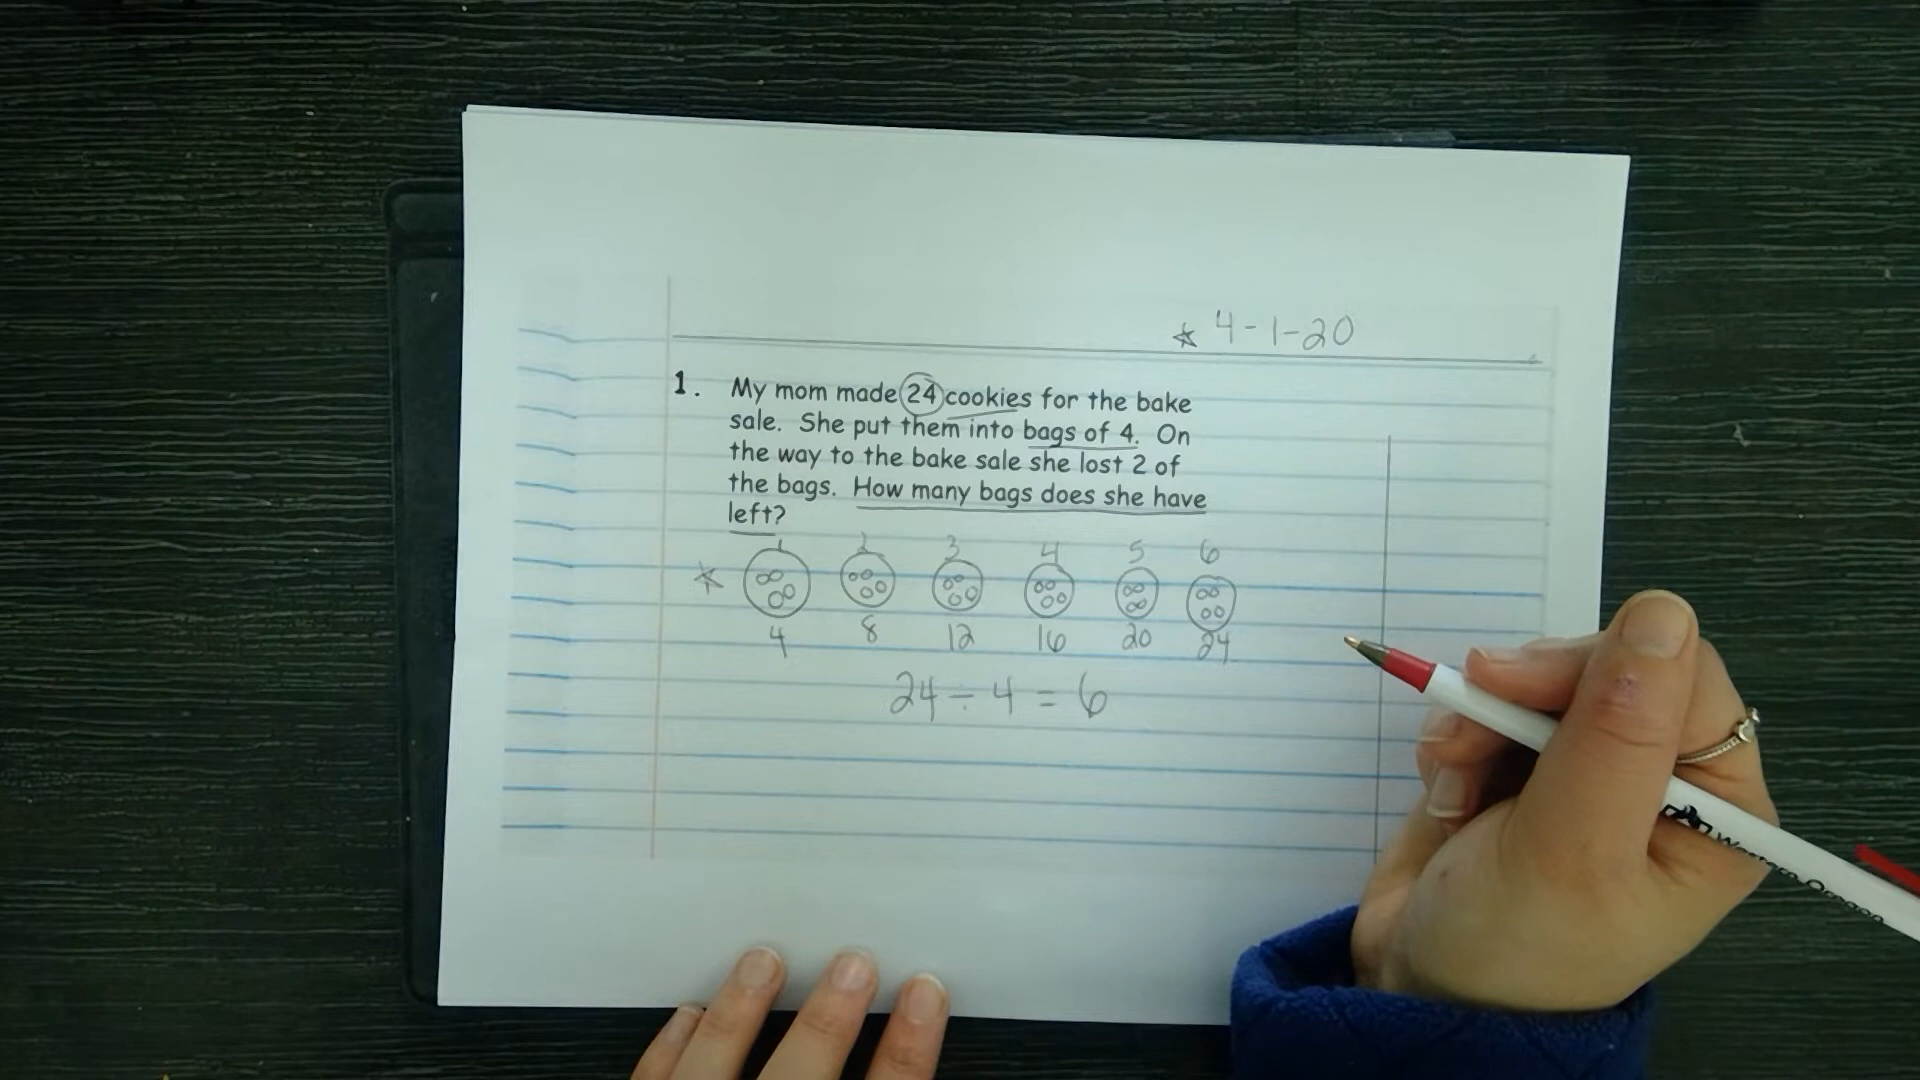 ☆ 4-1-20
1. My mom made 24 cookies for the bake
sale. She put them into bags of 4. On
the way to the bake sale she lost 2 of
the bags. How many bags does she have
left?
1 2 3 4 5 6
☆
4 8 12 16 20 24
24 ÷ 4 = 6
Western Oregon